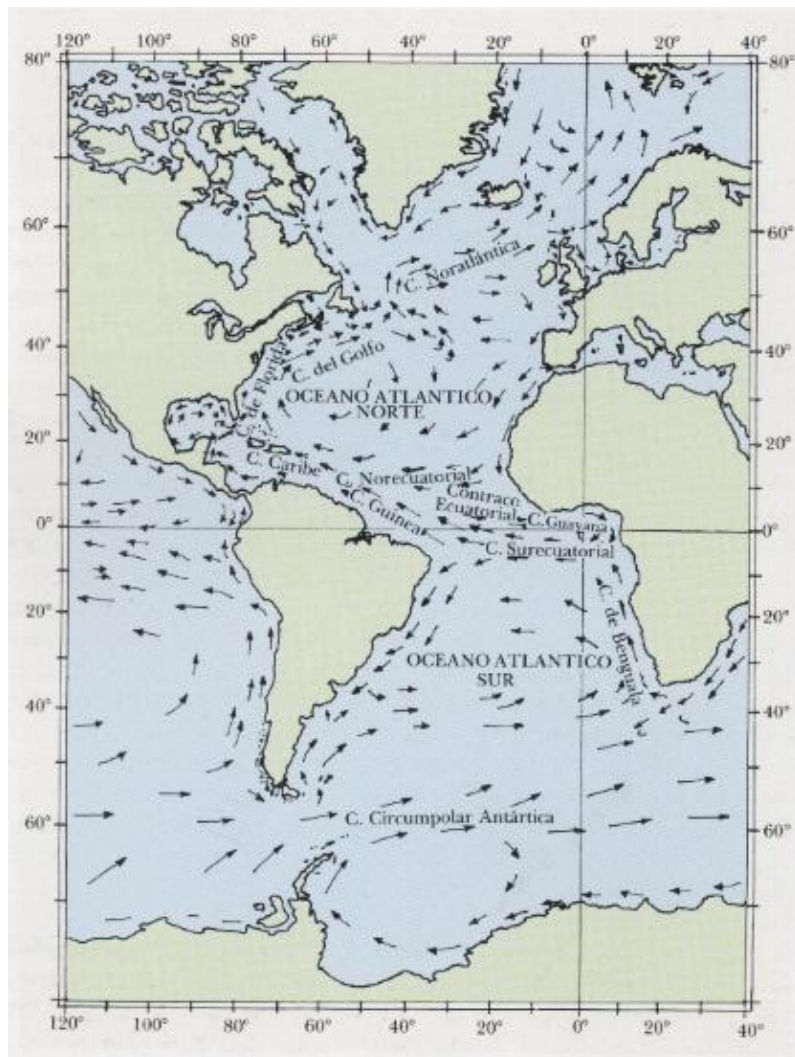 120° 100° 80° 60° 40° 20° 0° 20° 40°
80° 80°
60° 60°
C. Noratlántica
40° 40°
C. de Florida
C. del Golfo
OCEANO ATLANTICO
NORTE
20° 20°
C. Caribe
C. Norecuatorial
C. Guinea
Contrac.
Ecuatorial
C. Guayana
0° 0°
C. Surecuatorial
20° 20°
C. de Benguala
OCEANO ATLANTICO
SUR
40° 40°
C. Circumpolar Antártica
60° 60°
120° 100° 80° 60° 40° 20° 0° 20° 40°